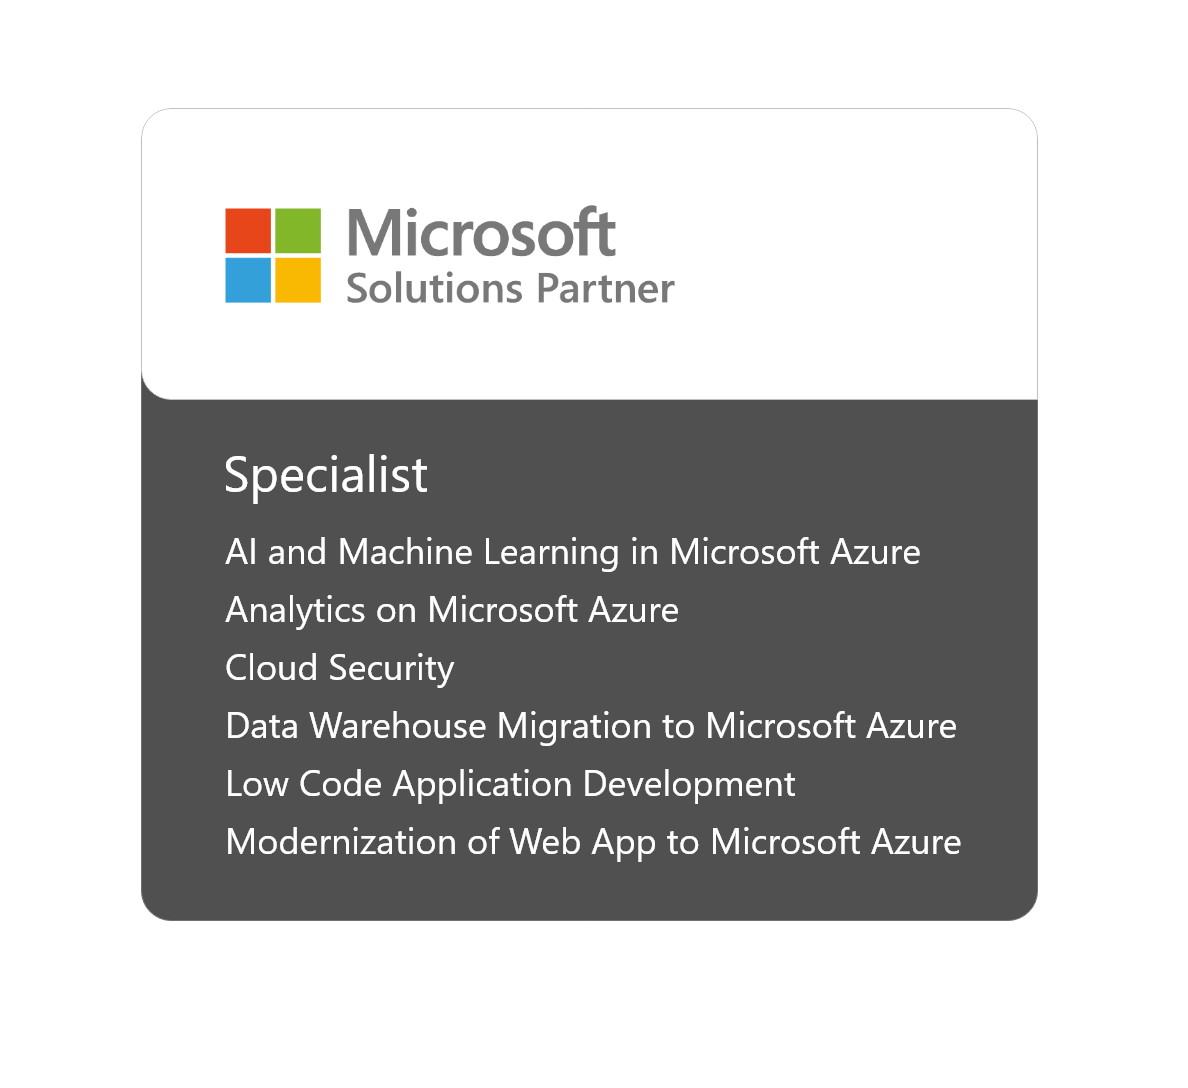 Microsoft
Solutions Partner
Specialist
AI and Machine Learning in Microsoft Azure
Analytics on Microsoft Azure
Cloud Security
Data Warehouse Migration to Microsoft Azure
Low Code Application Development
Modernization of Web App to Microsoft Azure